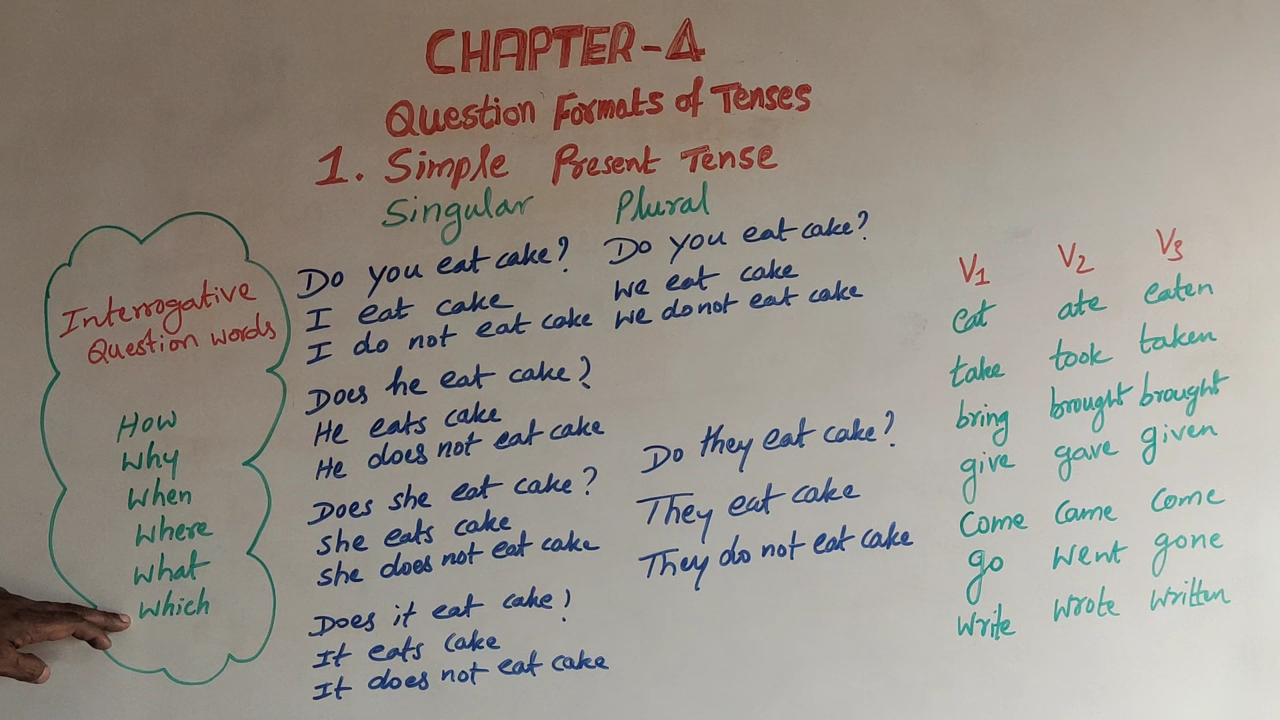 CHAPTER-4
Question Formats of Tenses
1. Simple Present Tense
Singular Plural
Interrogative
Question words
How
Why
When
Where
What
Which
Do you eat cake?
I eat cake
I do not eat cake
Does he eat cake?
He eats cake
He does not eat cake
Does she eat cake?
She eats cake
She does not eat cake
Does it eat cake?
It eats cake
It does not eat cake
Do you eat cake?
We eat cake
We do not eat cake
Do they eat cake?
They eat cake
They do not eat cake
V1 V2 V3
eat ate eaten
take took taken
bring brought brought
give gave given
come came come
go went gone
write wrote written